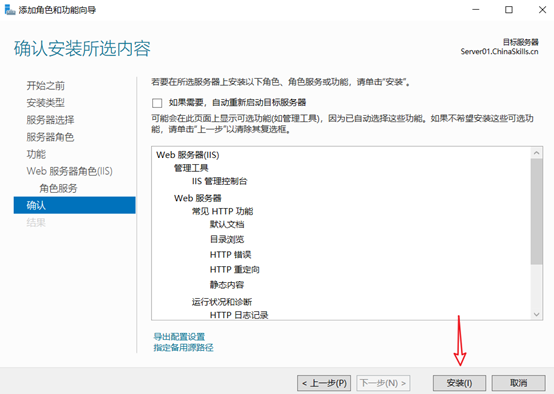 添加角色和功能向导
确认安装所选内容
目标服务器
Server01.ChinaSkills.cn
开始之前
安装类型
服务器选择
服务器角色
功能
Web 服务器角色(IIS)
角色服务
确认
结果
若要在所选服务器上安装以下角色、角色服务或功能，请单击“安装”。
如果需要，自动重新启动目标服务器
可能会在此页面上显示可选功能(如管理工具)，因为已自动选择这些功能。如果不希望安装这些可选功
能，请单击“上一步”以清除其复选框。
Web 服务器(IIS)
管理工具
IIS 管理控制台
Web 服务器
常见 HTTP 功能
默认文档
目录浏览
HTTP 错误
HTTP 重定向
静态内容
运行状况和诊断
HTTP 日志记录
导出配置设置
指定备用源路径
< 上一步(P)
下一步(N) >
安装(I)
取消